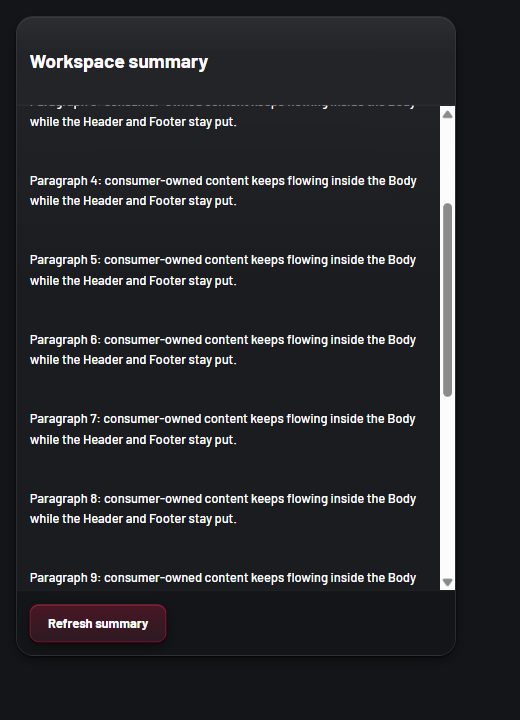 Workspace summary
while the Header and Footer stay put.
Paragraph 4: consumer-owned content keeps flowing inside the Body
while the Header and Footer stay put.
Paragraph 5: consumer-owned content keeps flowing inside the Body
while the Header and Footer stay put.
Paragraph 6: consumer-owned content keeps flowing inside the Body
while the Header and Footer stay put.
Paragraph 7: consumer-owned content keeps flowing inside the Body
while the Header and Footer stay put.
Paragraph 8: consumer-owned content keeps flowing inside the Body
while the Header and Footer stay put.
Paragraph 9: consumer-owned content keeps flowing inside the Body
Refresh summary